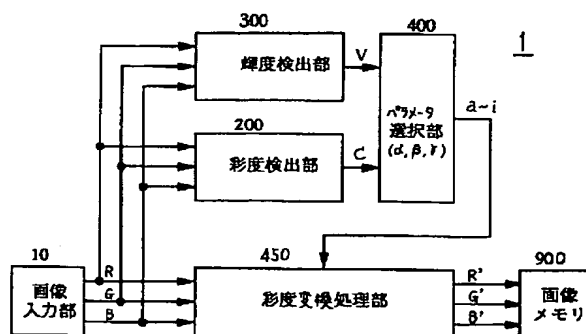 300
400
1
輝度検出部
V
200
パラメータ
選択部
(α,β,γ)
a~i
彩度検出部
C
10
450
900
画像
入力部
R
G
B
彩度変換処理部
R'
G'
B'
画像
メモリ